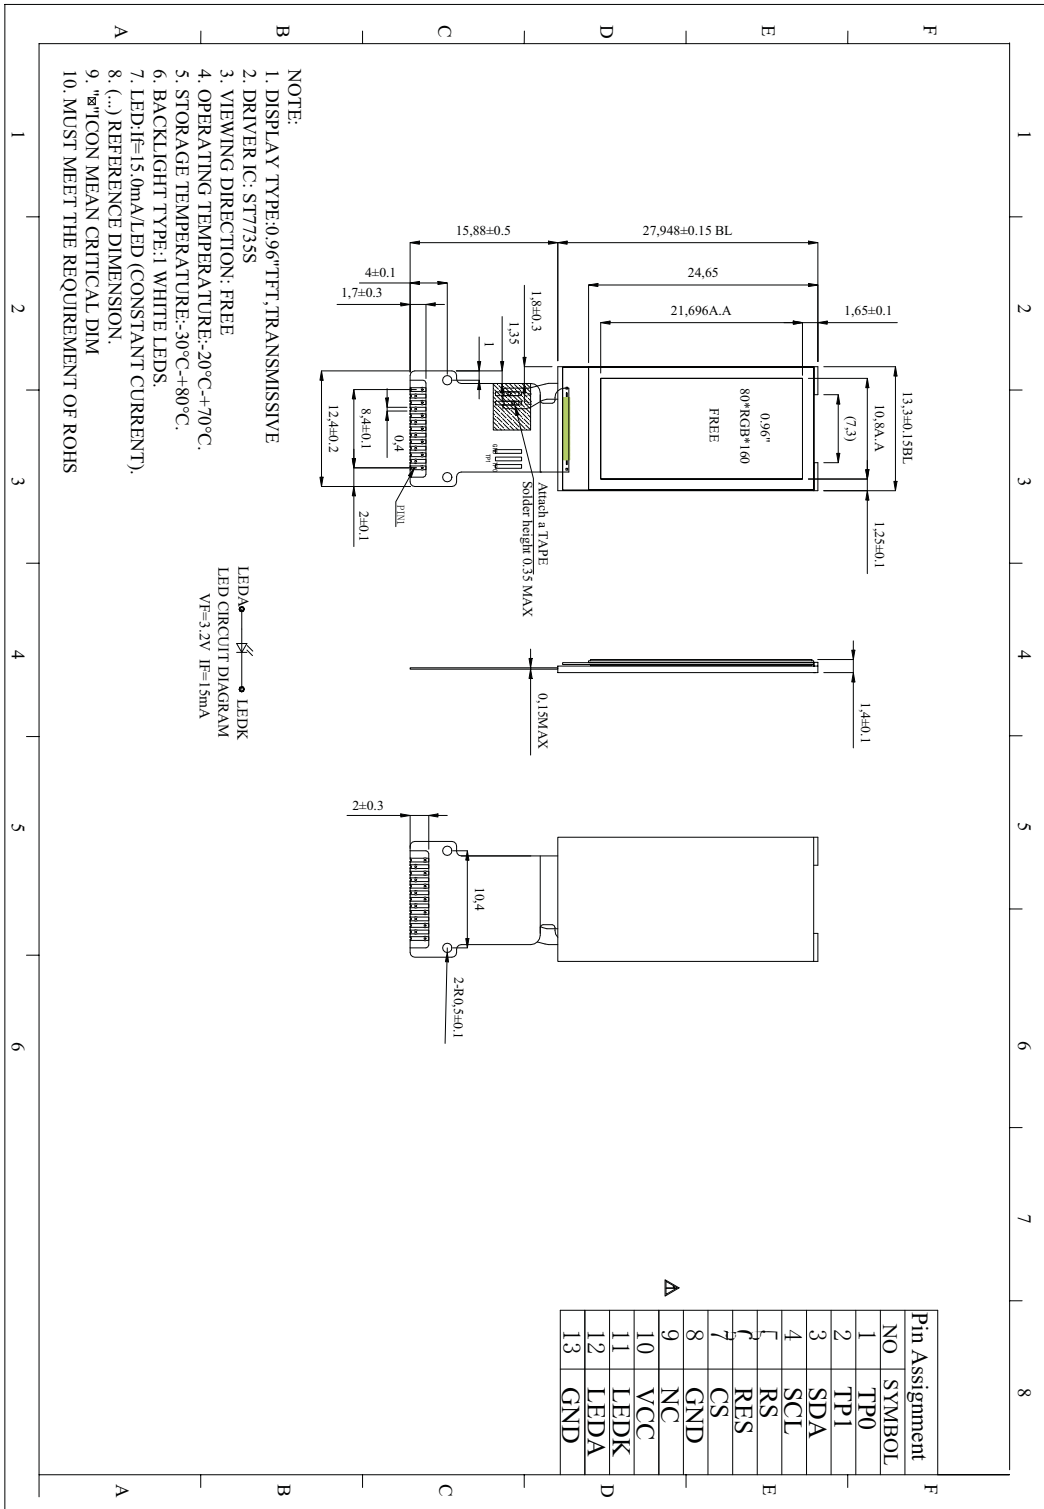 1
2
3
4
5
6
7
8
F
E
D
C
B
A
13,3±0.15BL
10,8A.A
(7,3)
1,25±0.1
1,65±0.1
27,948±0.15 BL
24,65
21,696A.A
15,88±0.5
4±0.1
1,7±0.3
1,8±0.3
1,35
1
0.96"
80*RGB*160
FREE
Attach a TAPE
Solder height 0.35 MAX
TP1
PIN1
0,4
8,4±0.1
2±0.1
12,4±0.2
1,4±0.1
0,15MAX
2±0.3
10,4
2-R0,5±0.1
NOTE:
1. DISPLAY TYPE:0.96"TFT,TRANSMISSIVE
2. DRIVER IC: ST7735S
3. VIEWING DIRECTION: FREE
4. OPERATING TEMPERATURE:-20°C-+70°C.
5. STORAGE TEMPERATURE:-30°C-+80°C.
6. BACKLIGHT TYPE:1 WHITE LEDS.
7. LED:If=15.0mA/LED (CONSTANT CURRENT).
8. (...) REFERENCE DIMENSION.
9. "※"ICON MEAN CRITICAL DIM
10. MUST MEET THE REQUIREMENT OF ROHS
LEDA LEDK
LED CIRCUIT DIAGRAM
VF=3.2V IF=15mA
Pin Assignment
NO SYMBOL
1 TP0
2 TP1
3 SDA
4 SCL
5 RS
6 RES
7 CS
8 GND
9 NC
10 VCC
11 LEDK
12 LEDA
13 GND
1
2
3
4
5
6
F
E
D
C
B
A